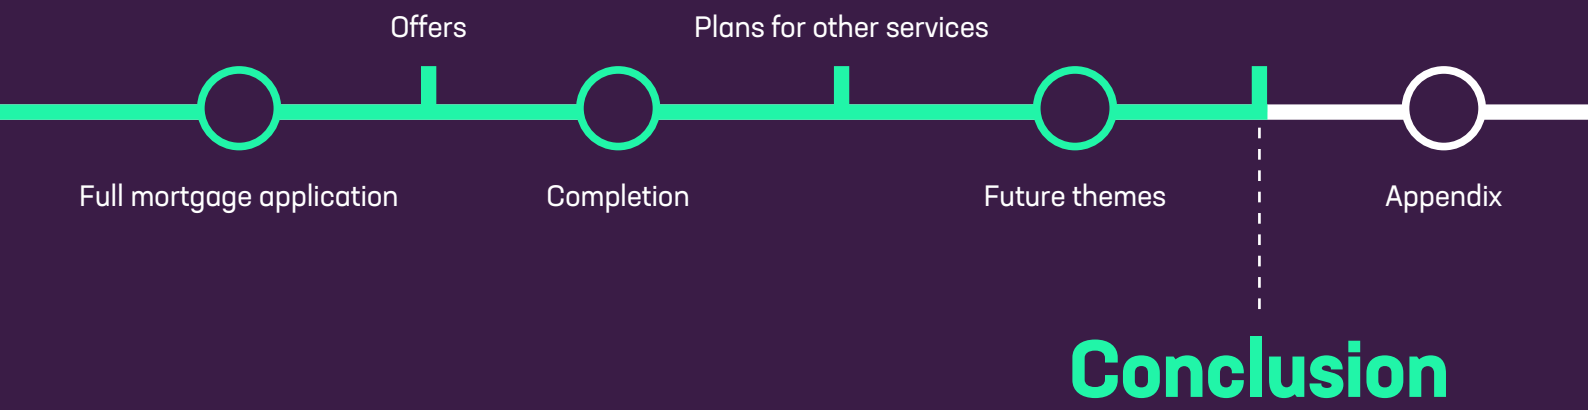 Offers
Plans for other services
Full mortgage application
Completion
Future themes
Appendix
Conclusion